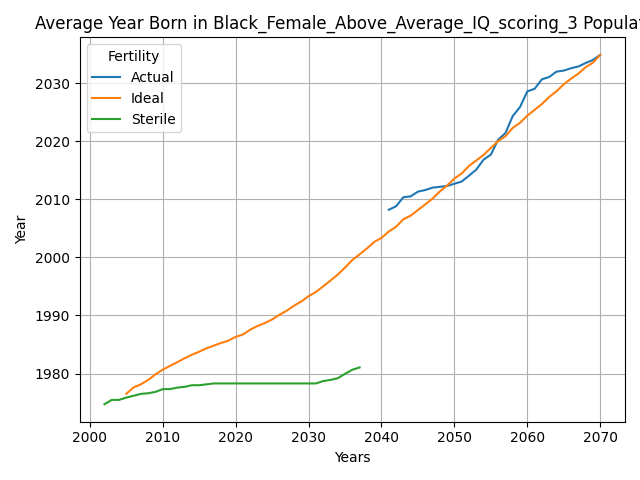 Average Year Born in Black_Female_Above_Average_IQ_scoring_3 Populat
Fertility
Actual
Ideal
Sterile
Year
2030
2020
2010
2000
1990
1980
2000 2010 2020 2030 2040 2050 2060 2070
Years